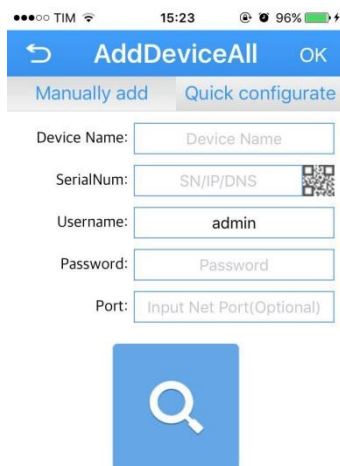 TIM 15:23 96%
AddDeviceAll OK
Manually add Quick configurate
Device Name: Device Name
SerialNum: SN/IP/DNS
Username: admin
Password: Password
Port: Input Net Port(Optional)